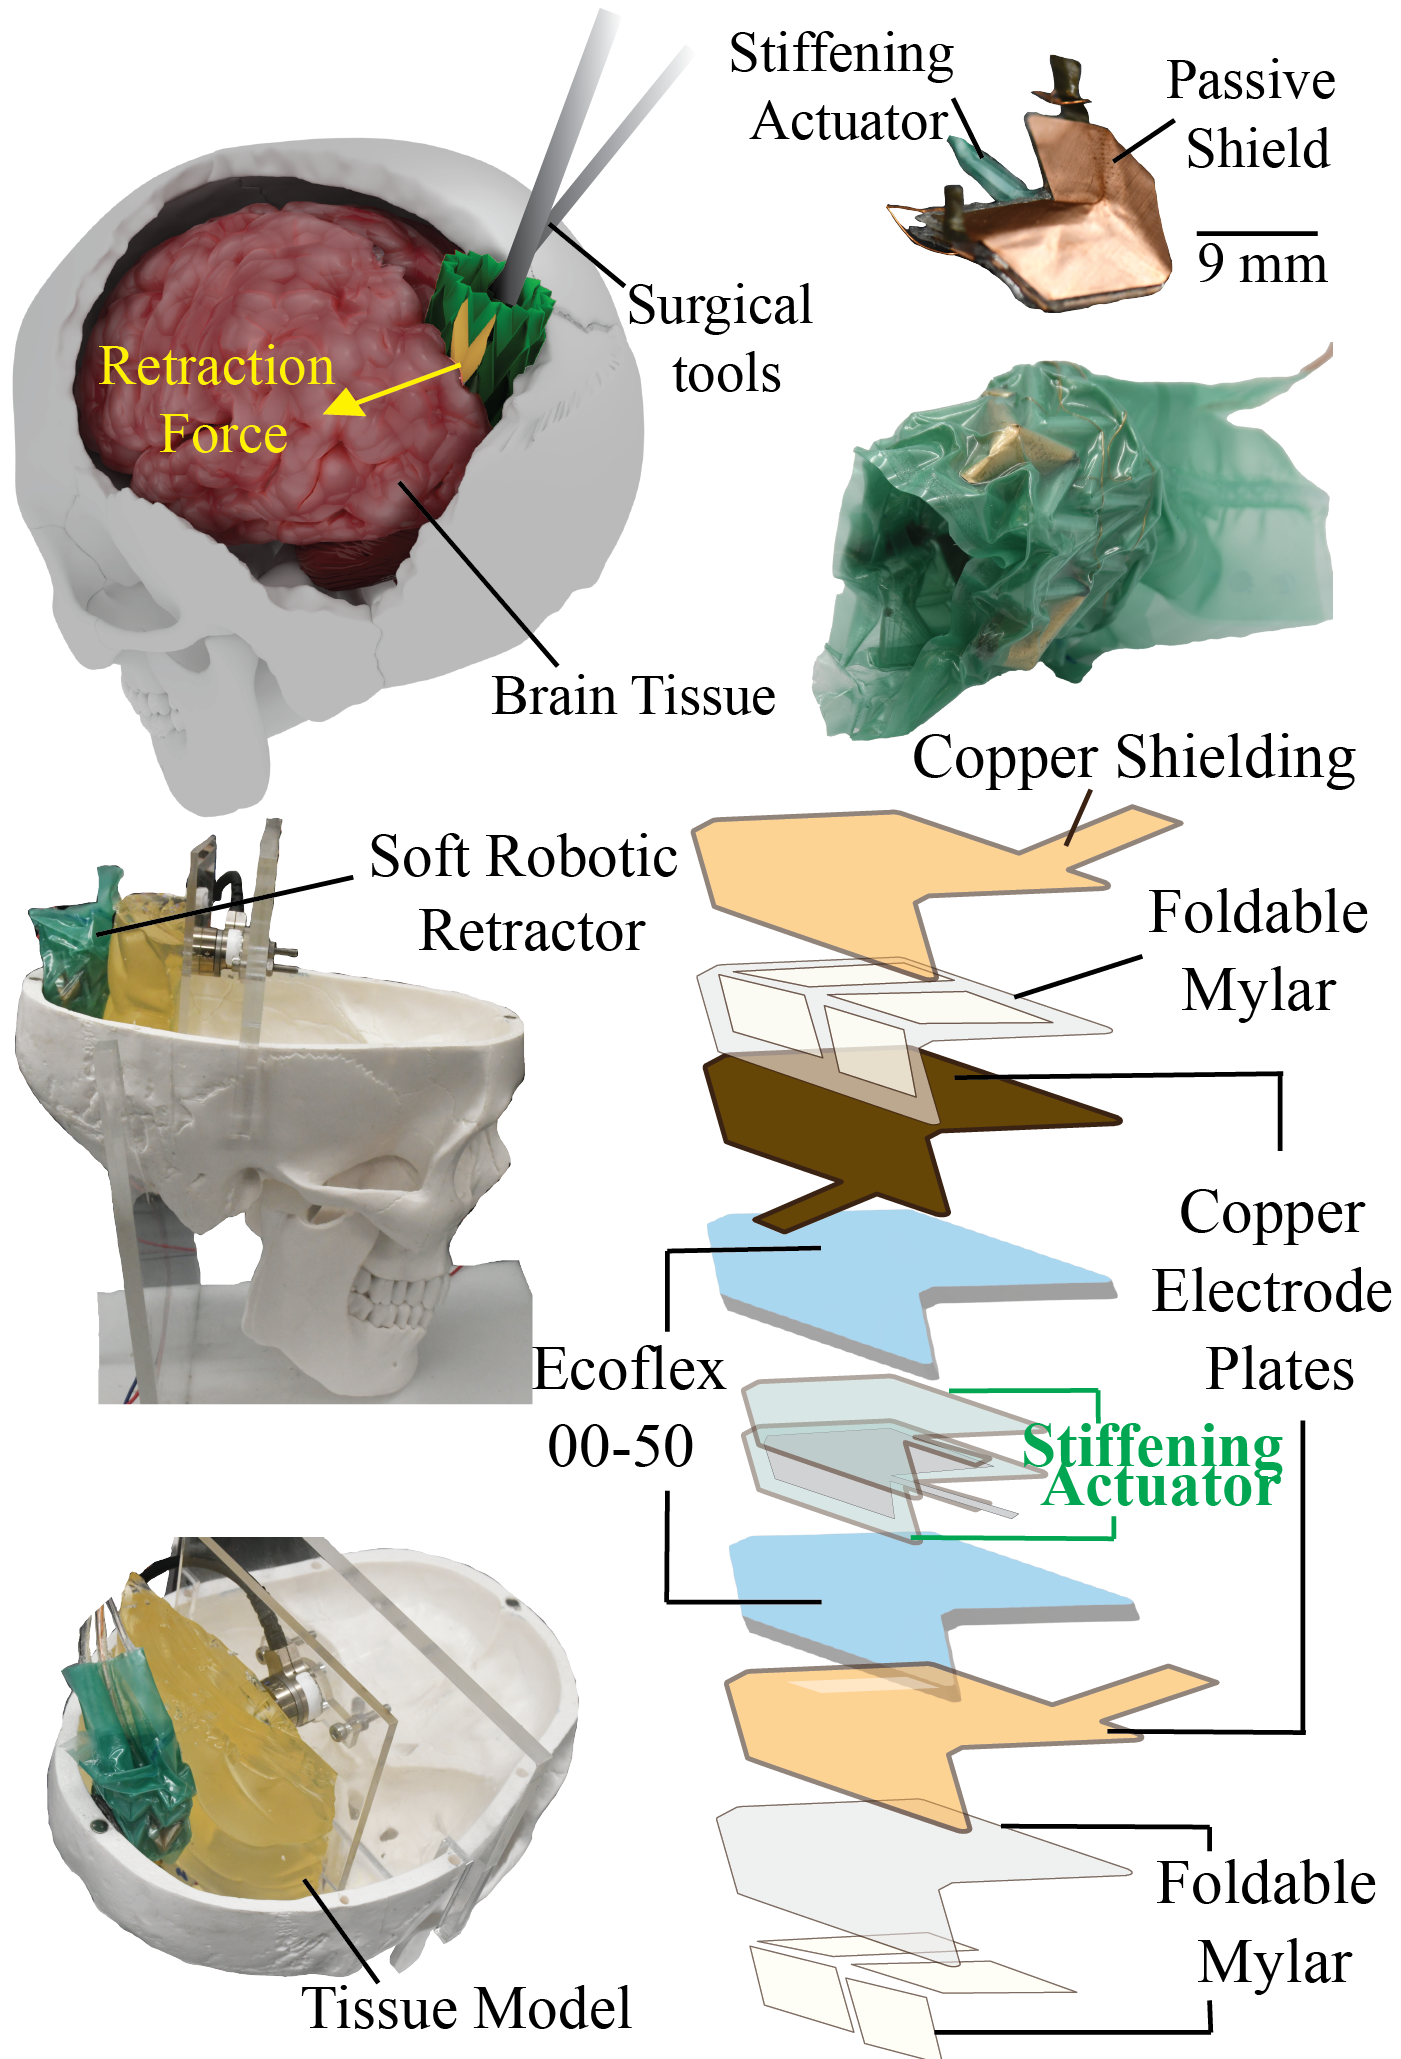 Stiffening
Actuator
Passive
Shield
9 mm
Surgical
tools
Retraction
Force
Brain Tissue
Copper Shielding
Soft Robotic
Retractor
Foldable
Mylar
Copper
Electrode
Plates
Ecoflex
00-50
Stiffening
Actuator
Foldable
Mylar
Tissue Model